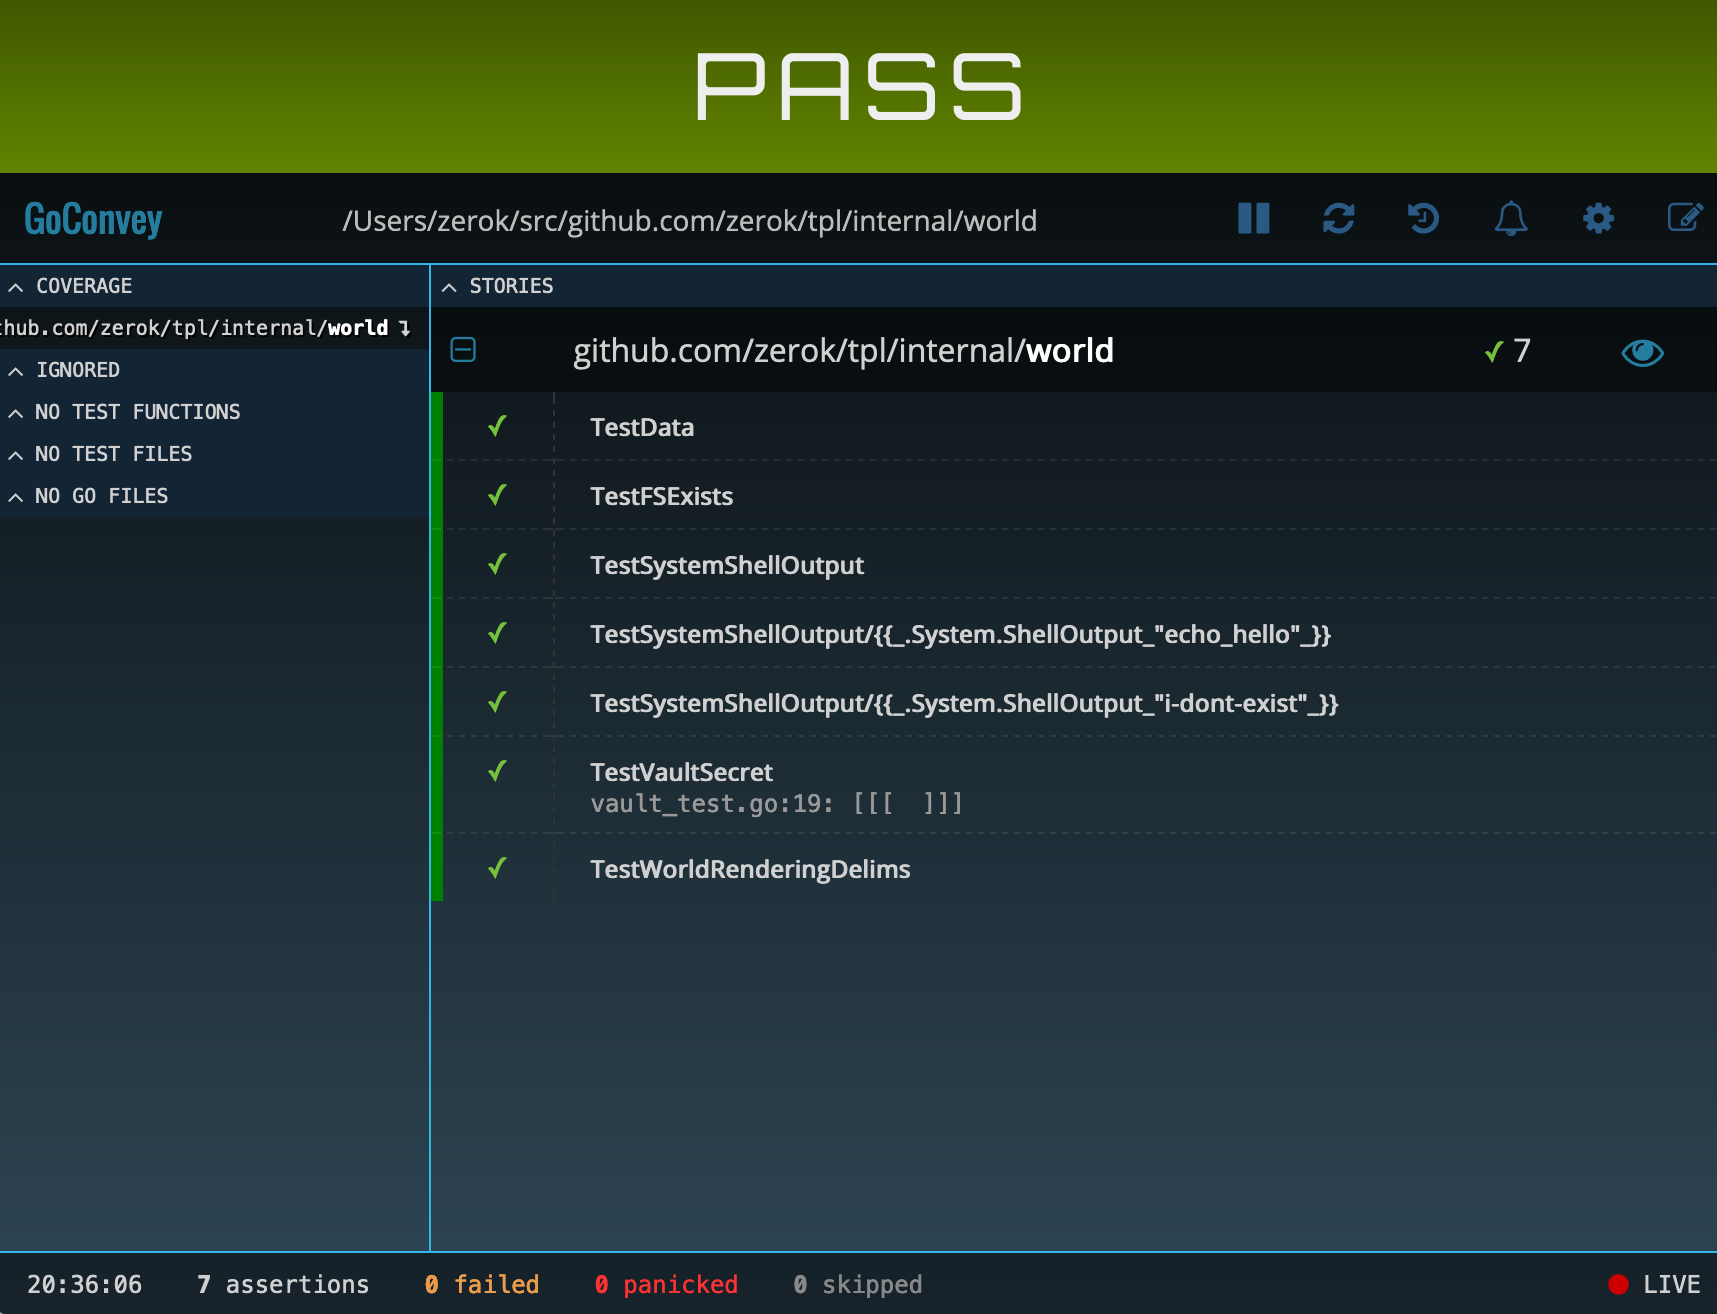 PASS
GoConvey
/Users/zerok/src/github.com/zerok/tpl/internal/world
COVERAGE
hub.com/zerok/tpl/internal/world
IGNORED
NO TEST FUNCTIONS
NO TEST FILES
NO GO FILES
STORIES
github.com/zerok/tpl/internal/world ✓ 7
✓ TestData
✓ TestFSExists
✓ TestSystemShellOutput
✓ TestSystemShellOutput/{{_.System.ShellOutput_"echo_hello"_}}
✓ TestSystemShellOutput/{{_.System.ShellOutput_"i-dont-exist"_}}
✓ TestVaultSecret
vault_test.go:19: [[[  ]]]
✓ TestWorldRenderingDelims
20:36:06 7 assertions 0 failed 0 panicked 0 skipped LIVE